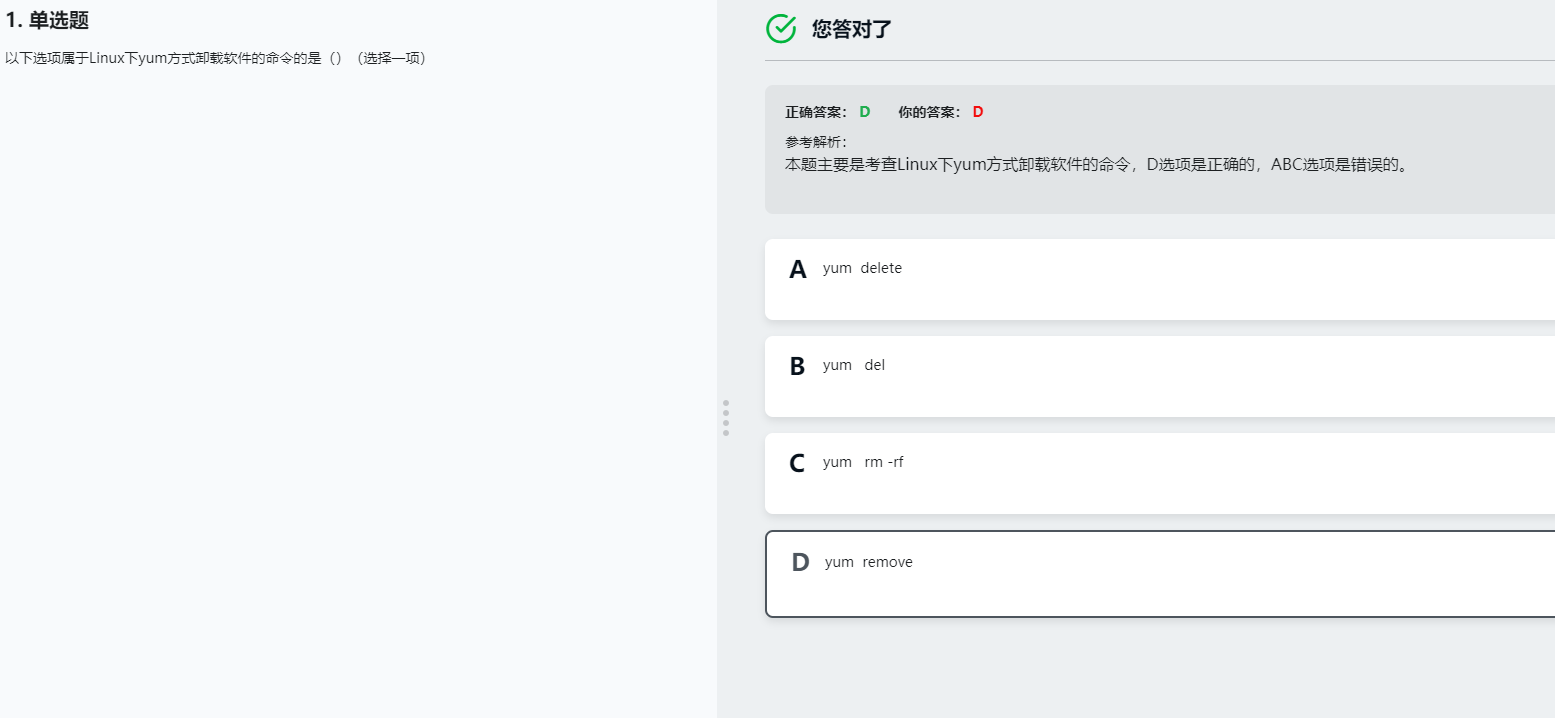 1. 单选题
以下选项属于Linux下yum方式卸载软件的命令的是（）（选择一项）
您答对了
正确答案： D 你的答案： D
参考解析：
本题主要是考查Linux下yum方式卸载软件的命令，D选项是正确的，ABC选项是错误的。
A yum delete
B yum del
C yum rm -rf
D yum remove